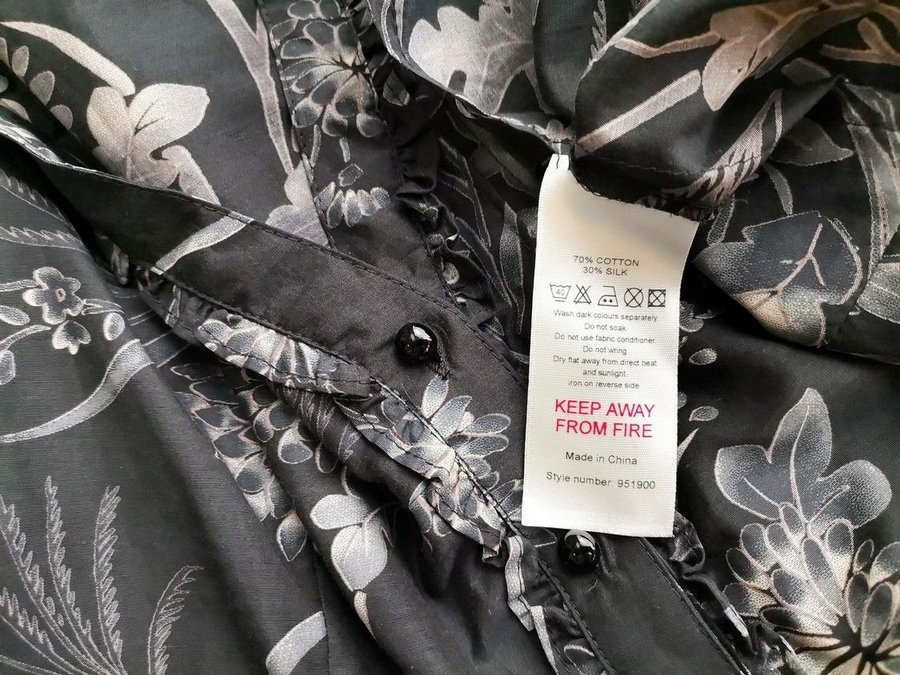 70% COTTON
30% SILK
40
Wash dark colours separately
Do not soak
Do not use fabric conditioner
Do not wring
Dry flat away from direct heat
and sunlight
iron on reverse side
KEEP AWAY
FROM FIRE
Made in China
Style number: 951900